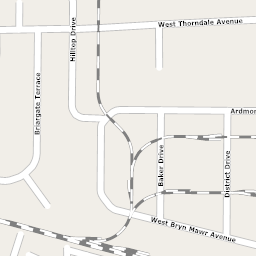 West Thorndale Avenue
Hilltop Drive
Briargate Terrace
Ardmor
Baker Drive
District Drive
West Bryn Mawr Avenue